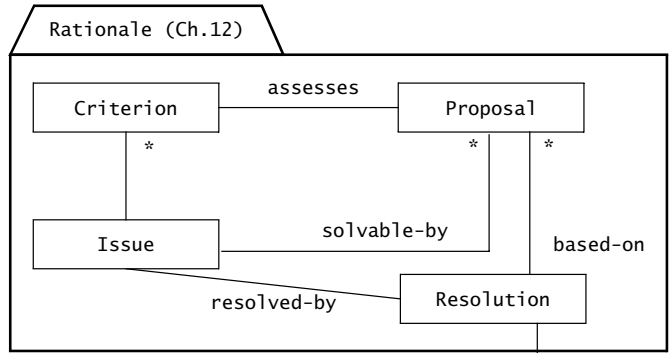 Rationale (Ch.12)
assesses
Criterion
Proposal
*
*
*
solvable-by
Issue
based-on
resolved-by
Resolution